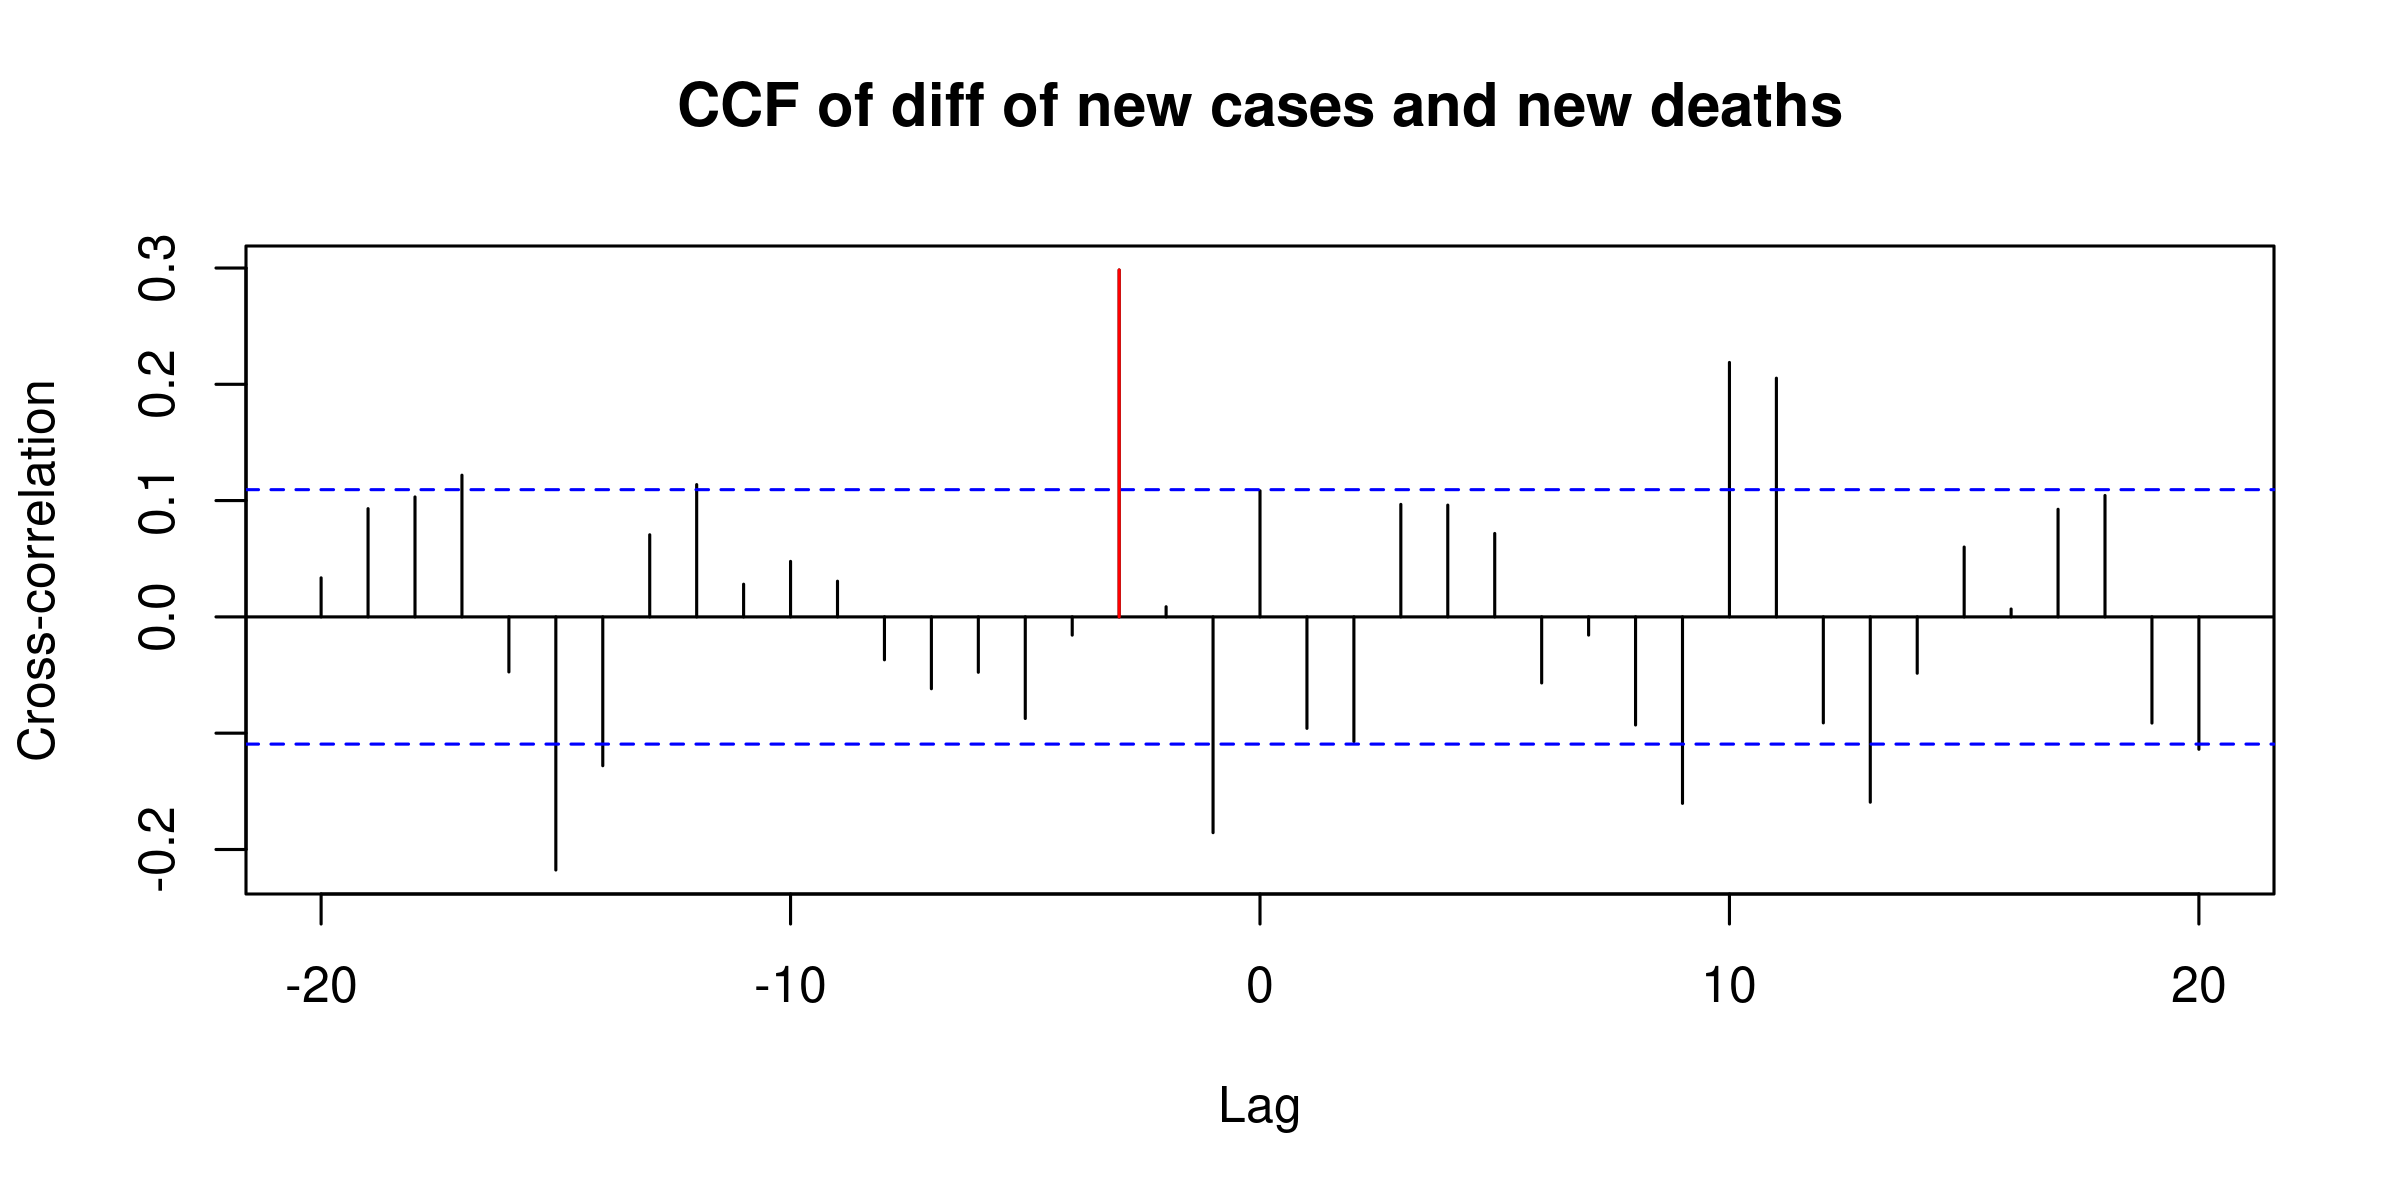 CCF of diff of new cases and new deaths
Cross-correlation
0.3
0.2
0.1
0.0
-0.2
-20 -10 0 10 20
Lag